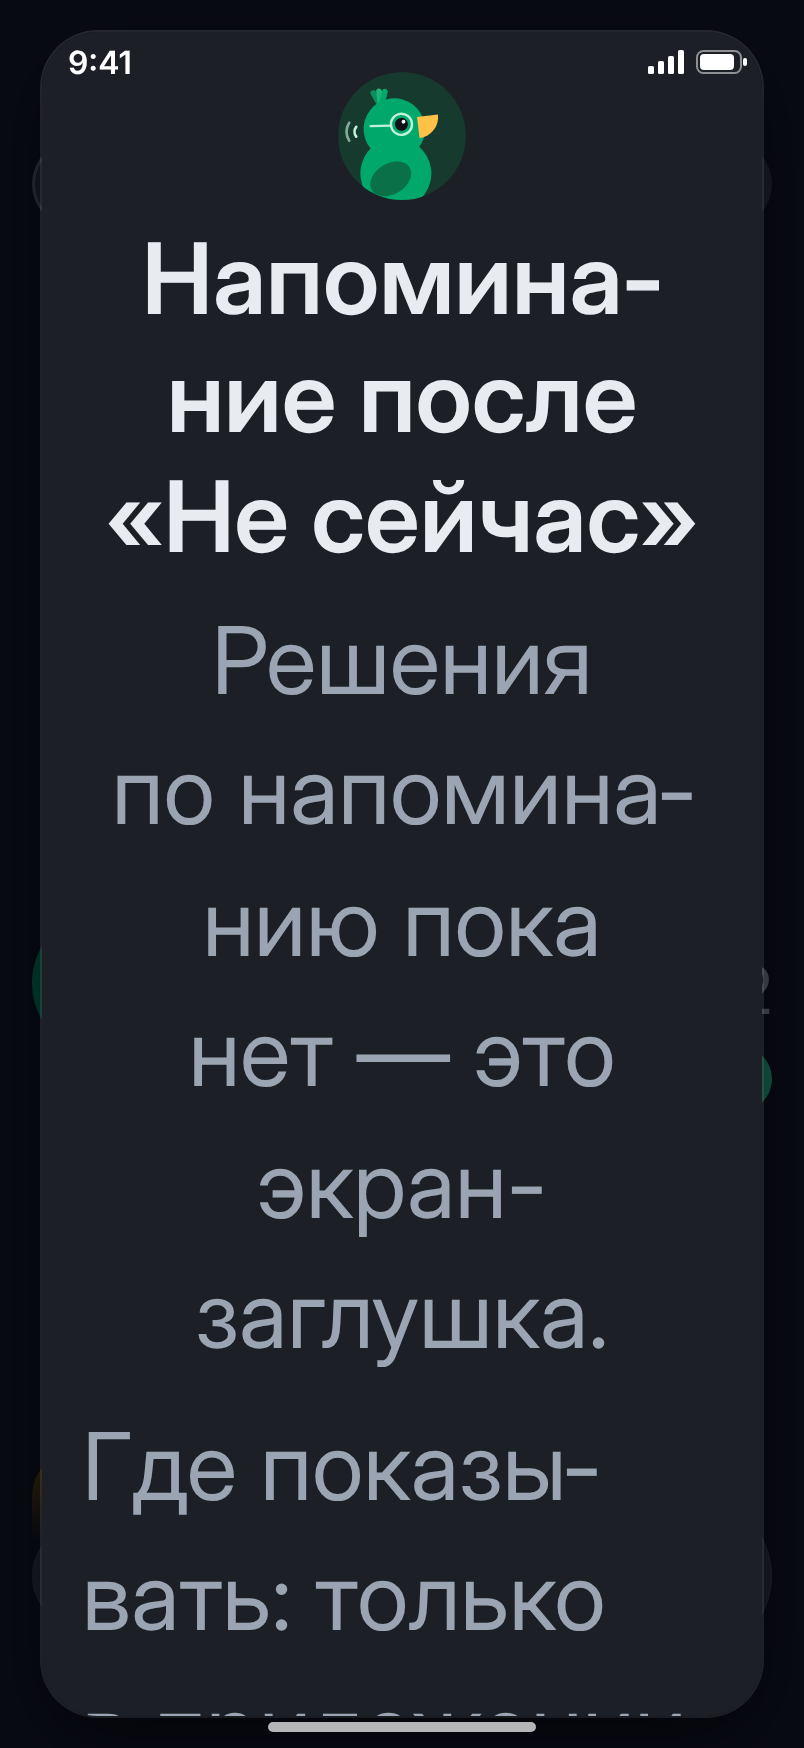 9:41
Напомина-
ние после
«Не сейчас»
Решения
по напомина-
нию пока
нет — это
экран-
заглушка.
Где показы-
вать: только